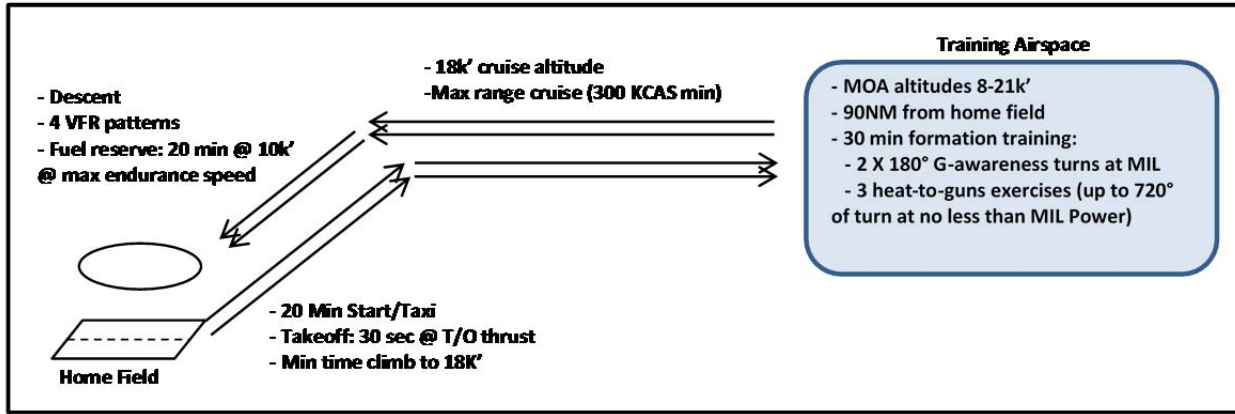 Training Airspace
- 18k’ cruise altitude
-Max range cruise (300 KCAS min)
- MOA altitudes 8-21k’
- 90NM from home field
- 30 min formation training:
- 2 X 180° G-awareness turns at MIL
- 3 heat-to-guns exercises (up to 720°
of turn at no less than MIL Power)
- Descent
- 4 VFR patterns
- Fuel reserve: 20 min @ 10k’
@ max endurance speed
- 20 Min Start/Taxi
- Takeoff: 30 sec @ T/O thrust
- Min time climb to 18K’
Home Field